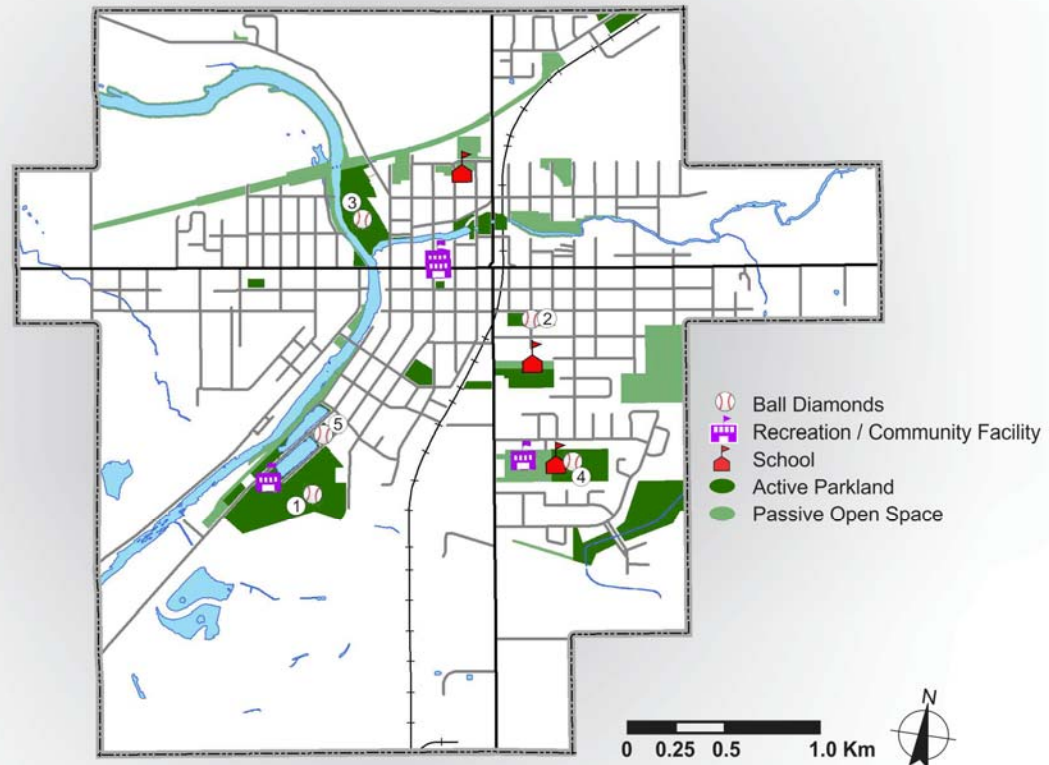 3
2
5
4
1
Ball Diamonds
Recreation / Community Facility
School
Active Parkland
Passive Open Space
N
0 0.25 0.5 1.0 Km